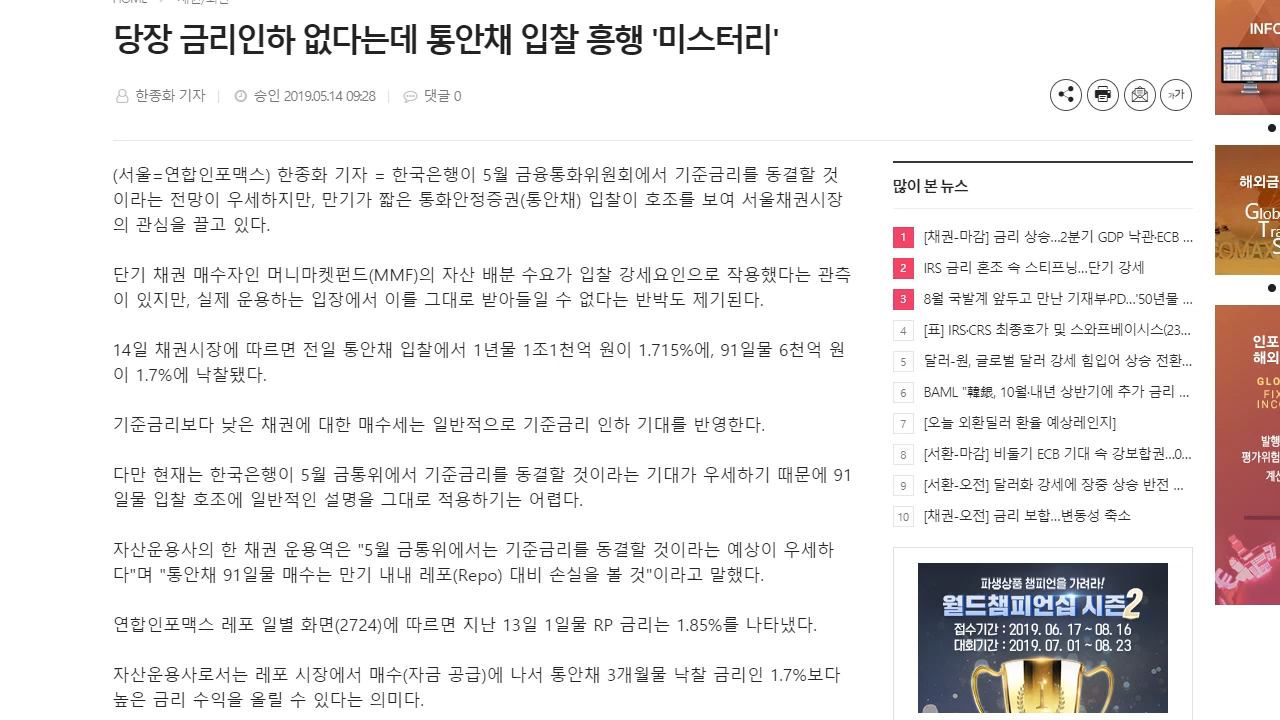 당장 금리인하 없다는데 통안채 입찰 흥행 '미스터리'
한종화 기자 | 승인 2019.05.14 09:28 | 댓글 0
가가
(서울=연합인포맥스) 한종화 기자 = 한국은행이 5월 금융통화위원회에서 기준금리를 동결할 것
이라는 전망이 우세하지만, 만기가 짧은 통화안정증권(통안채) 입찰이 호조를 보여 서울채권시장
의 관심을 끌고 있다.
단기 채권 매수자인 머니마켓펀드(MMF)의 자산 배분 수요가 입찰 강세요인으로 작용했다는 관측
이 있지만, 실제 운용하는 입장에서 이를 그대로 받아들일 수 없다는 반박도 제기된다.
14일 채권시장에 따르면 전일 통안채 입찰에서 1년물 1조1천억 원이 1.715%에, 91일물 6천억 원
이 1.7%에 낙찰됐다.
기준금리보다 낮은 채권에 대한 매수세는 일반적으로 기준금리 인하 기대를 반영한다.
다만 현재는 한국은행이 5월 금통위에서 기준금리를 동결할 것이라는 기대가 우세하기 때문에 91
일물 입찰 호조에 일반적인 설명을 그대로 적용하기는 어렵다.
자산운용사의 한 채권 운용역은 "5월 금통위에서는 기준금리를 동결할 것이라는 예상이 우세하
다"며 "통안채 91일물 매수는 만기 내내 레포(Repo) 대비 손실을 볼 것"이라고 말했다.
연합인포맥스 레포 일별 화면(2724)에 따르면 지난 13일 1일물 RP 금리는 1.85%를 나타냈다.
자산운용사로서는 레포 시장에서 매수(자금 공급)에 나서 통안채 3개월물 낙찰 금리인 1.7%보다
높은 금리 수익을 올릴 수 있다는 의미다.
많이 본 뉴스
1 [채권-마감] 금리 상승...2분기 GDP 낙관·ECB ...
2 IRS 금리 혼조 속 스티프닝...단기 강세
3 8월 국발계 앞두고 만난 기재부·PD...'50년물 ...
4 [표] IRS·CRS 최종호가 및 스와프베이시스(23...
5 달러-원, 글로벌 달러 강세 힘입어 상승 전환...
6 BAML "韓銀, 10월·내년 상반기에 추가 금리 ...
7 [오늘 외환딜러 환율 예상레인지]
8 [서환-마감] 비둘기 ECB 기대 속 강보합권...0...
9 [서환-오전] 달러화 강세에 장중 상승 반전 ...
10 [채권-오전] 금리 보합...변동성 축소
파생상품 챔피언을 가려라!
월드챔피언십 시즌2
접수기간 : 2019. 06. 17 ~ 08. 16
대회기간 : 2019. 07. 01 ~ 08. 23
1
INFO
해외금
Glob
Tra
S
OMAX
인포
해외
GLO
FIX
INC
발행
평가위험
계산